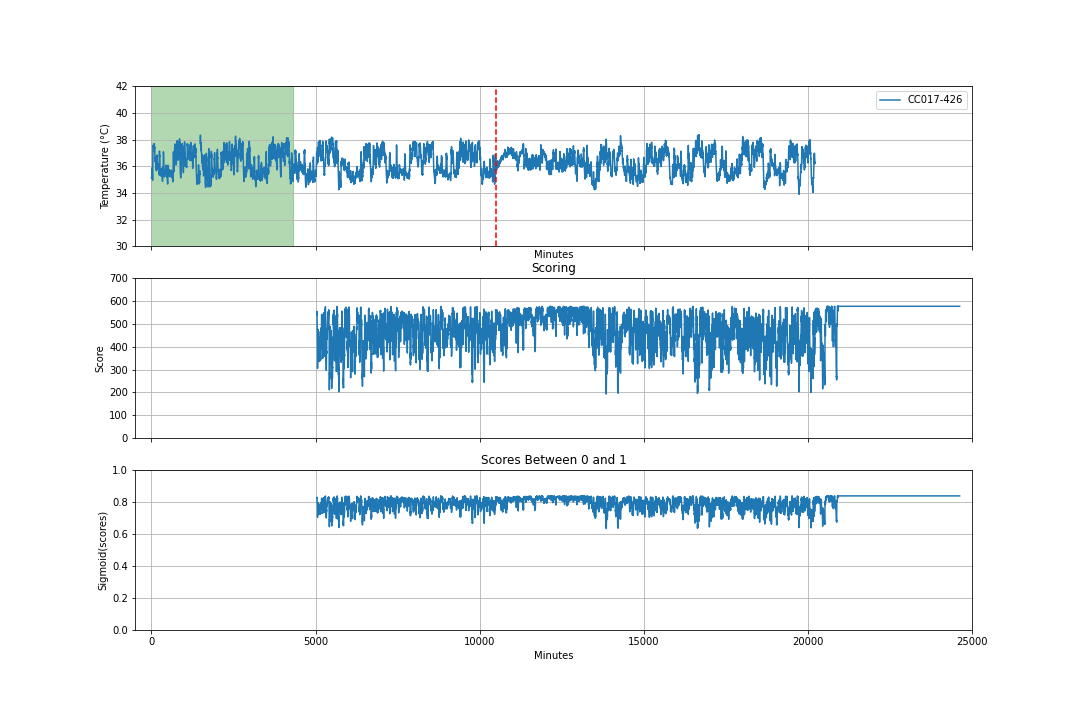 42
40
38
36
34
32
30
Temperature (°C)
CC017-426
Minutes
Scoring
700
600
500
400
300
200
100
0
Score
Scores Between 0 and 1
1.0
0.8
0.6
0.4
0.2
0.0
Sigmoid(scores)
0 5000 10000 15000 20000 25000
Minutes